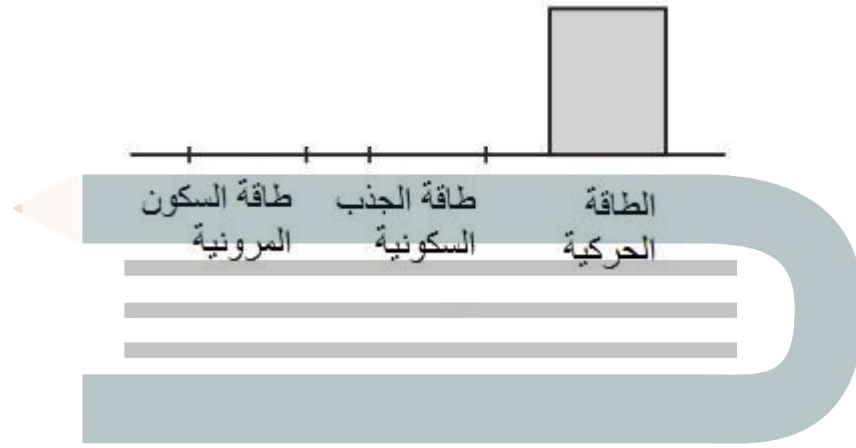 الطاقة الحركية
طاقة الجذب السكونية
طاقة السكون المرونية